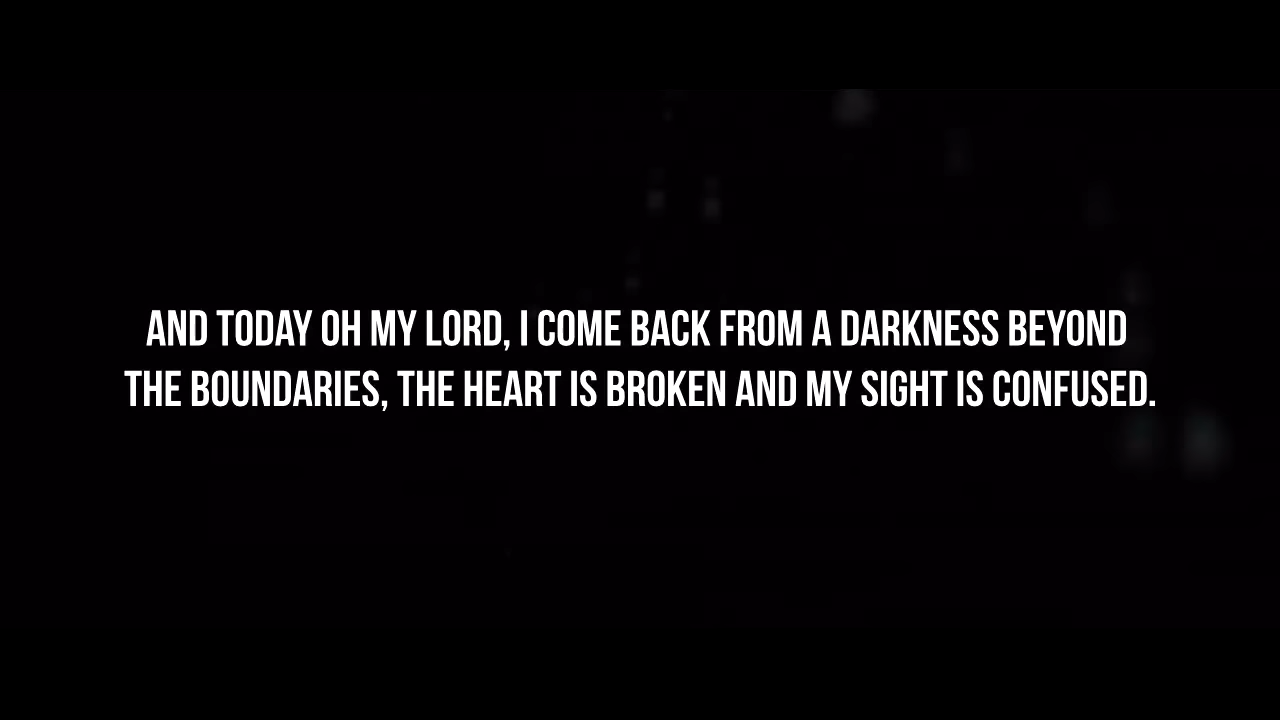 AND TODAY OH MY LORD, I COME BACK FROM A DARKNESS BEYOND
THE BOUNDARIES, THE HEART IS BROKEN AND MY SIGHT IS CONFUSED.